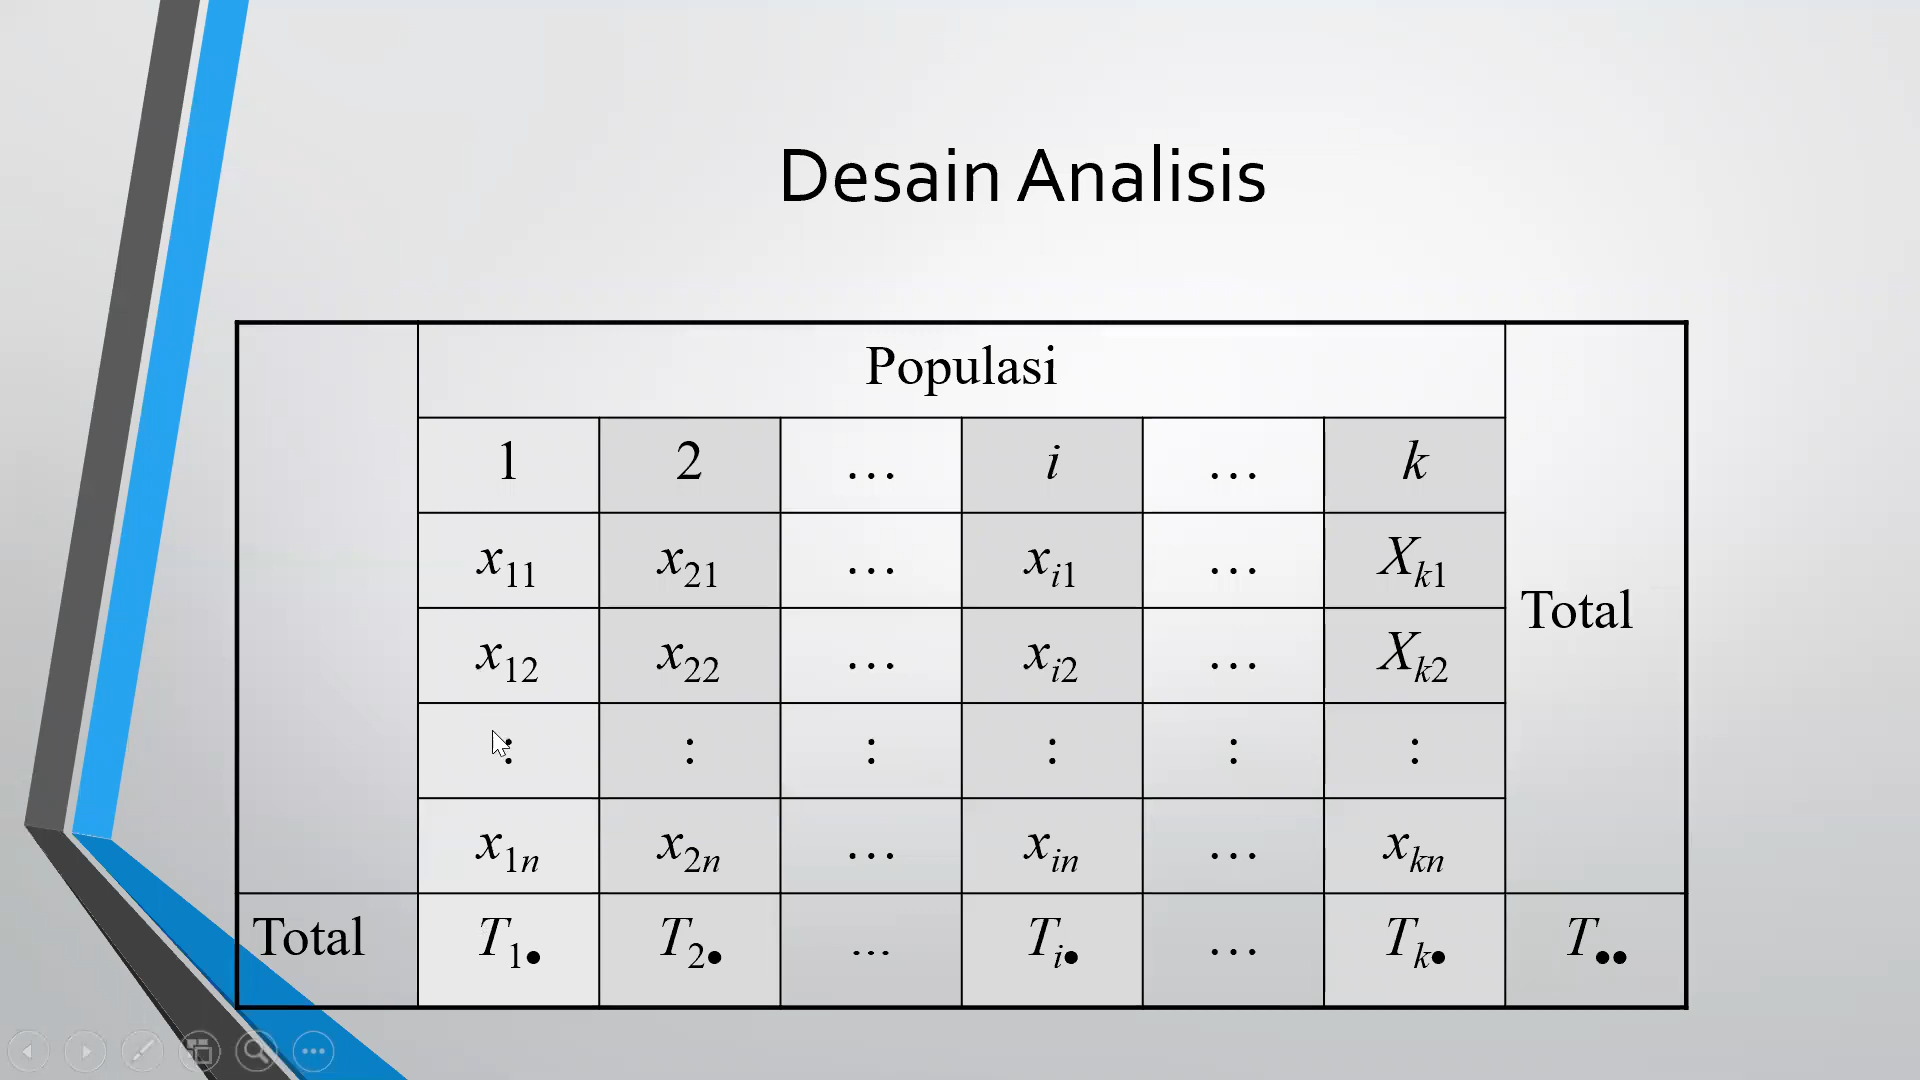 Desain Analisis
Populasi
1 2 … i … k
x11 x21 … xi1 … Xk1
Total
x12 x22 … xi2 … Xk2
: : : : : :
x1n x2n … xin … xkn
Total T1● T2● ... Ti● … Tk● T●●